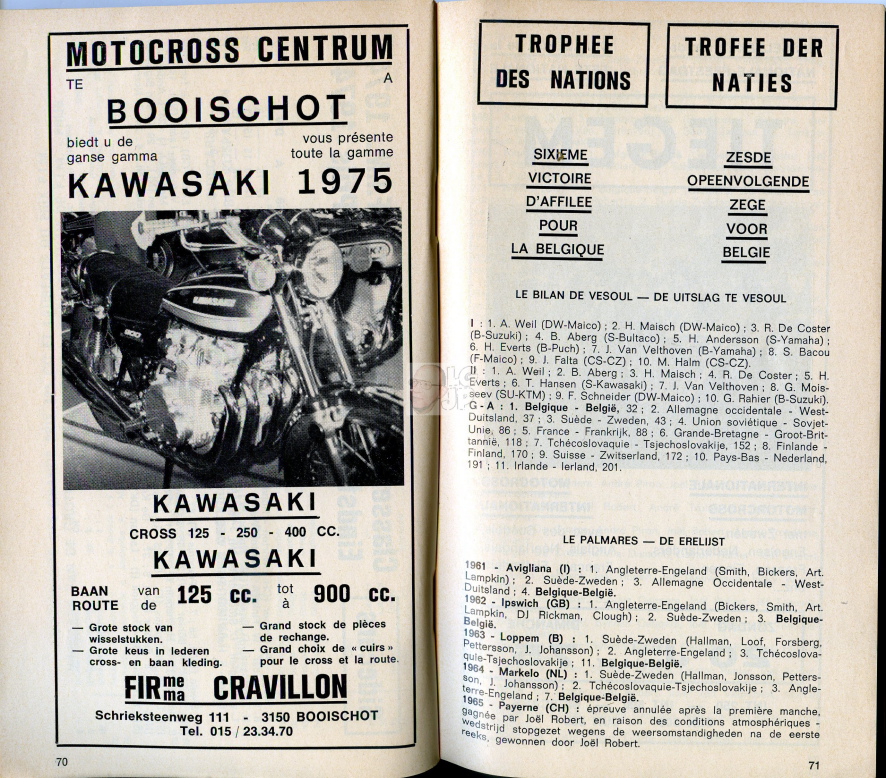 MOTOCROSS CENTRUM
TE A
BOOISCHOT
biedt u de vous présente
ganse gamma toute la gamme
KAWASAKI 1975
KAWASAKI
900
KAWASAKI
CROSS 125 - 250 - 400 CC.
KAWASAKI
BAAN van 125 cc. tot 900 cc.
ROUTE de à
— Grote stock van
wisselstukken.
— Grote keus in lederen
cross- en baan kleding.
— Grand stock de pièces
de rechange.
— Grand choix de « cuirs »
pour le cross et la route.
FIRme
ma CRAVILLON
Schrieksteenweg 111 - 3150 BOOISCHOT
Tel. 015 / 23.34.70
70
TROPHEE
DES NATIONS
TROFEE DER
NATIES
SIXIEME
VICTOIRE
D'AFFILEE
POUR
LA BELGIQUE
ZESDE
OPEENVOLGENDE
ZEGE
VOOR
BELGIE
LE BILAN DE VESOUL — DE UITSLAG TE VESOUL
I : 1. A. Weil (DW-Maico) ; 2. H. Maisch (DW-Maico) ; 3. R. De Coster
(B-Suzuki) ; 4. B. Aberg (S-Bultaco) ; 5. H. Andersson (S-Yamaha) ;
6. H. Everts (B-Puch) ; 7. J. Van Velthoven (B-Yamaha) ; 8. S. Bacou
(F-Maico) ; 9. J. Falta (CS-CZ) ; 10. M. Halm (CS-CZ).
II : 1. A. Weil ; 2. B. Aberg ; 3. H. Maisch ; 4. R. De Coster ; 5. H.
Everts ; 6. T. Hansen (S-Kawasaki) ; 7. J. Van Velthoven ; 8. G. Mois-
seev (SU-KTM) ; 9. F. Schneider (DW-Maico) ; 10. G. Rahier (B-Suzuki).
G - A : 1. Belgique - België, 32 ; 2. Allemagne occidentale - West-
Duitsland, 37 ; 3. Suède - Zweden, 43 ; 4. Union soviétique - Sovjet-
Unie, 86 ; 5. France - Frankrijk, 88 ; 6. Grande-Bretagne - Groot-Brit-
tannië, 118 ; 7. Tchécoslovaquie - Tsjechoslovakije, 152 ; 8. Finlande -
Finland, 170 ; 9. Suisse - Zwitserland, 172 ; 10. Pays-Bas - Nederland,
191 ; 11. Irlande - Ierland, 201.
LE PALMARES — DE ERELIJST
1961 - Avigliana (I) : 1. Angleterre-Engeland (Smith, Bickers, Art.
Lampkin) ; 2. Suède-Zweden ; 3. Allemagne Occidentale - West-
Duitsland ; 4. Belgique-België.
1962 - Ipswich (GB) : 1. Angleterre-Engeland (Bickers, Smith, Art.
Lampkin, DJ Rickman, Clough) ; 2. Suède-Zweden ; 3. Belgique-
België.
1963 - Loppem (B) : 1. Suède-Zweden (Hallman, Loof, Forsberg,
Pettersson, J. Johansson) ; 2. Angleterre-Engeland ; 3. Tchécoslova-
quie-Tsjechoslovakije ; 11. Belgique-België.
1964 - Markelo (NL) : 1. Suède-Zweden (Hallman, Jonsson, Petters-
son, J. Johansson) ; 2. Tchécoslovaquie-Tsjechoslovakije ; 3. Angle-
terre-Engeland ; 7. Belgique-België.
1965 - Payerne (CH) : épreuve annulée après la première manche,
gagnée par Joël Robert, en raison des conditions atmosphériques -
wedstrijd stopgezet wegens de weersomstandigheden na de eerste
reeks, gewonnen door Joël Robert.
71